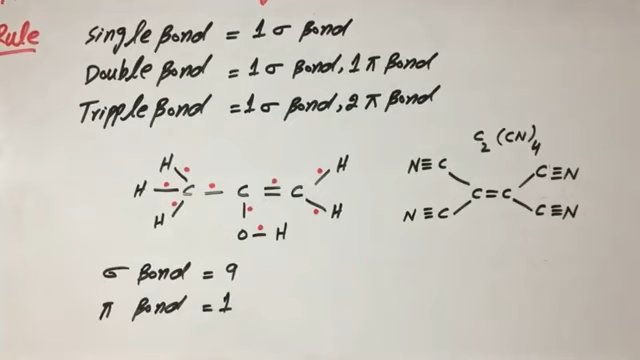 Rule
Single Bond = 1 σ Bond
Double Bond = 1 σ Bond, 1 π Bond
Tripple Bond = 1 σ Bond, 2 π Bond
H
H — C — C = C H
H H
O — H
σ Bond = 9
π Bond = 1
C₂(CN)₄
N≡C C≡N
C=C
N≡C C≡N